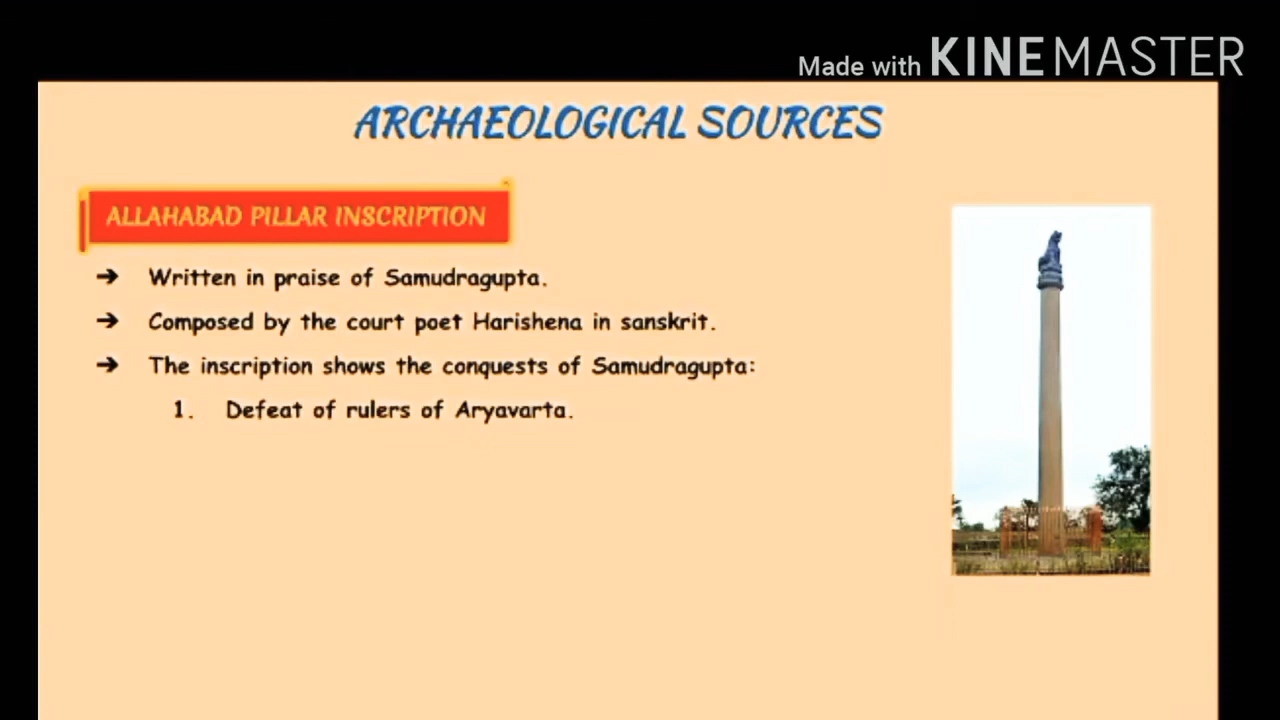 Made with KINEMASTER
ARCHAEOLOGICAL SOURCES
ALLAHABAD PILLAR INSCRIPTION
➔ Written in praise of Samudragupta.
➔ Composed by the court poet Harishena in sanskrit.
➔ The inscription shows the conquests of Samudragupta:
1. Defeat of rulers of Aryavarta.